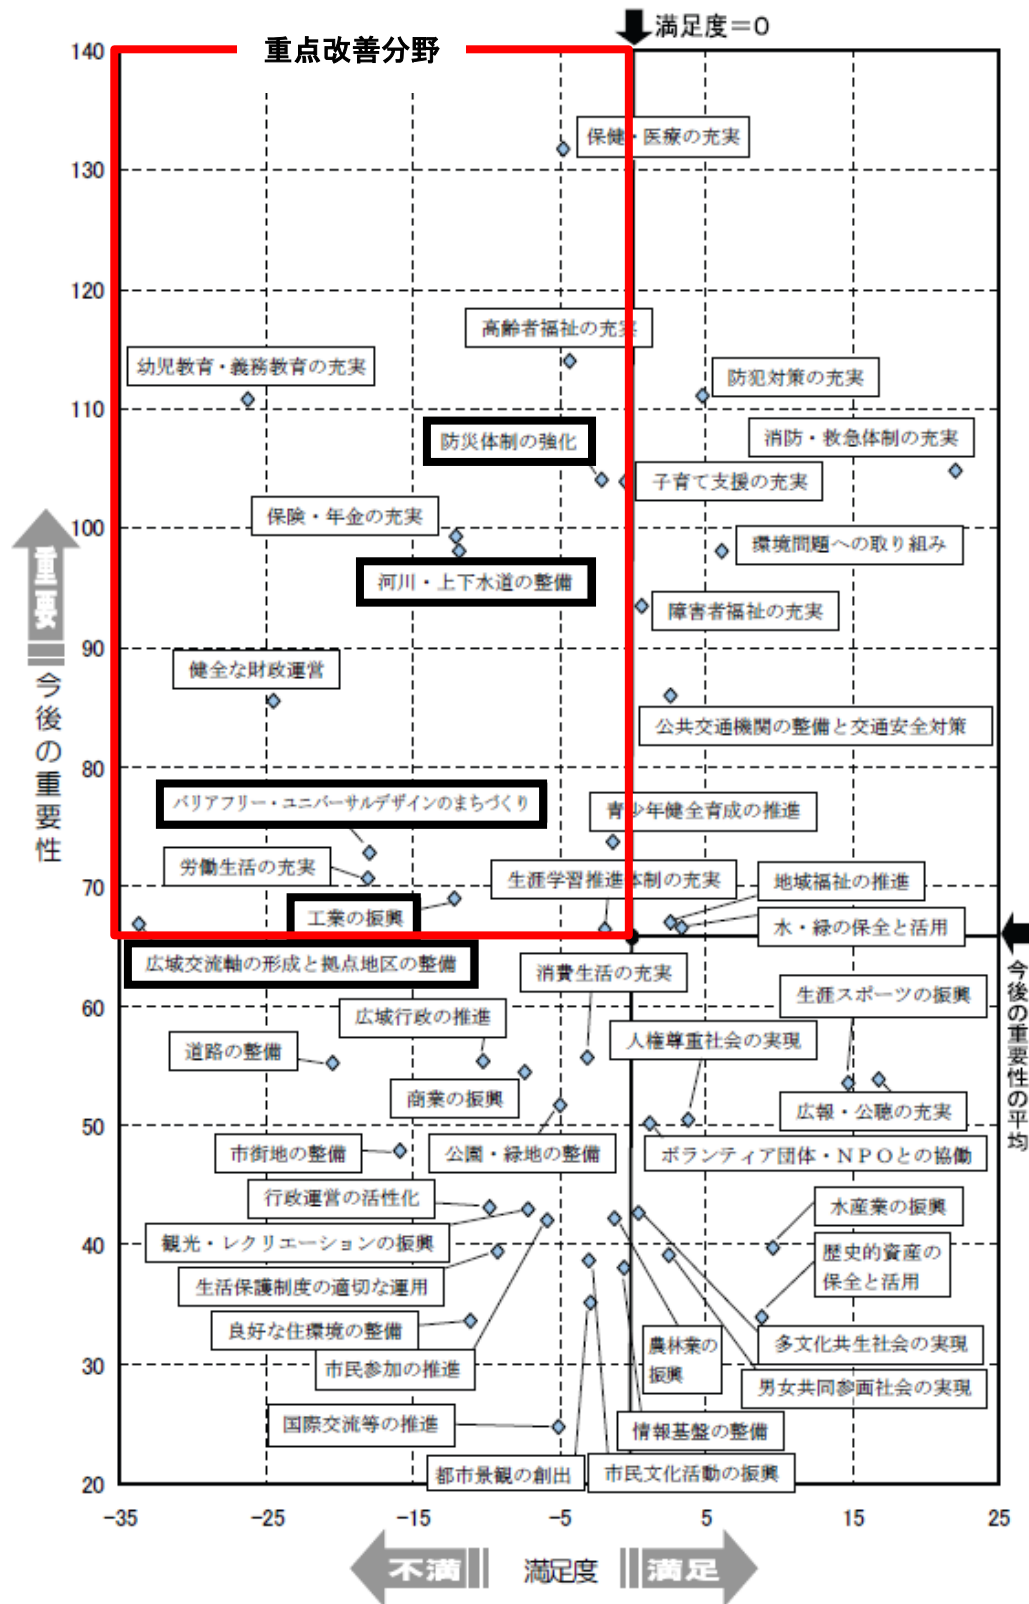 満足度=0
重点改善分野
140
保健・医療の充実
130
120
高齢者福祉の充実
幼児教育・義務教育の充実
防犯対策の充実
110
防災体制の強化
消防・救急体制の充実
子育て支援の充実
保険・年金の充実
100
環境問題への取り組み
河川・上下水道の整備
障害者福祉の充実
90
健全な財政運営
公共交通機関の整備と交通安全対策
80
バリアフリー・ユニバーサルデザインのまちづくり
青少年健全育成の推進
労働生活の充実
生涯学習推進体制の充実
地域福祉の推進
70
工業の振興
水・緑の保全と活用
広域交流軸の形成と拠点地区の整備
消費生活の充実
生涯スポーツの振興
60
広域行政の推進
人権尊重社会の実現
道路の整備
商業の振興
広報・公聴の充実
50
市街地の整備
公園・緑地の整備
ボランティア団体・NPOとの協働
行政運営の活性化
水産業の振興
40
観光・レクリエーションの振興
歴史的資産の
保全と活用
生活保護制度の適切な運用
良好な住環境の整備
農林業の
振興
多文化共生社会の実現
30
市民参加の推進
男女共同参画社会の実現
国際交流等の推進
情報基盤の整備
都市景観の創出
市民文化活動の振興
20
-35
-25
-15
-5
5
15
25
不満
満足度
満足
重要
今後の重要性
今後の重要性の平均